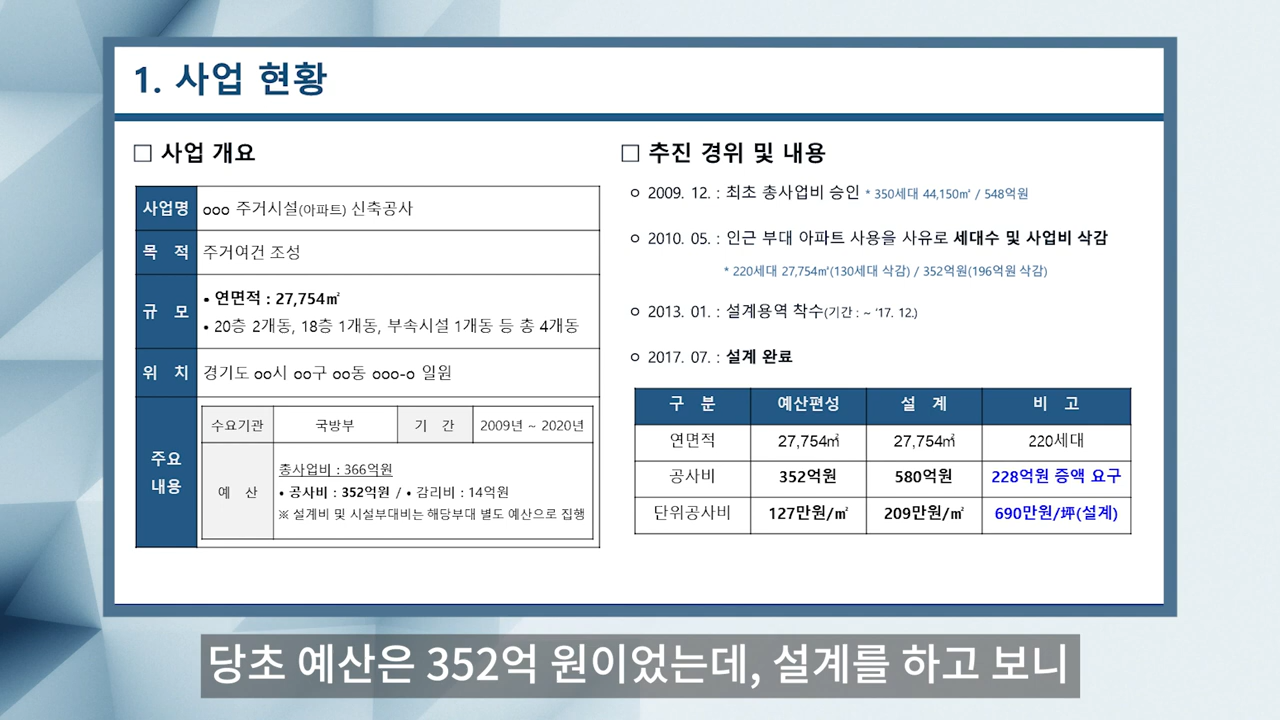 1. 사업 현황
□ 사업 개요
사업명 ooo 주거시설(아파트) 신축공사
목 적 주거여건 조성
규 모
• 연면적 : 27,754㎡
• 20층 2개동, 18층 1개동, 부속시설 1개동 등 총 4개동
위 치 경기도 oo시 oo구 oo동 ooo-o 일원
주요
내용
수요기관 국방부 기 간 2009년 ~ 2020년
예 산
총사업비 : 366억원
• 공사비 : 352억원 / • 감리비 : 14억원
※ 설계비 및 시설부대비는 해당부대 별도 예산으로 집행
□ 추진 경위 및 내용
ㅇ 2009. 12. : 최초 총사업비 승인 * 350세대 44,150㎡ / 548억원
ㅇ 2010. 05. : 인근 부대 아파트 사용을 사유로 세대수 및 사업비 삭감
* 220세대 27,754㎡(130세대 삭감) / 352억원(196억원 삭감)
ㅇ 2013. 01. : 설계용역 착수(기간 : ~ ‘17. 12.)
ㅇ 2017. 07. : 설계 완료
구 분 예산편성 설 계 비 고
연면적 27,754㎡ 27,754㎡ 220세대
공사비 352억원 580억원 228억원 증액 요구
단위공사비 127만원/㎡ 209만원/㎡ 690만원/坪(설계)
당초 예산은 352억 원이었는데, 설계를 하고 보니